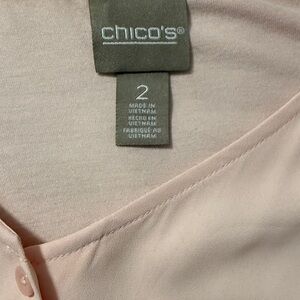 chico's®
2
MADE IN
VIETNAM
HECHO EN
VIETNAM
FABRIQUÉ AU
VIETNAM